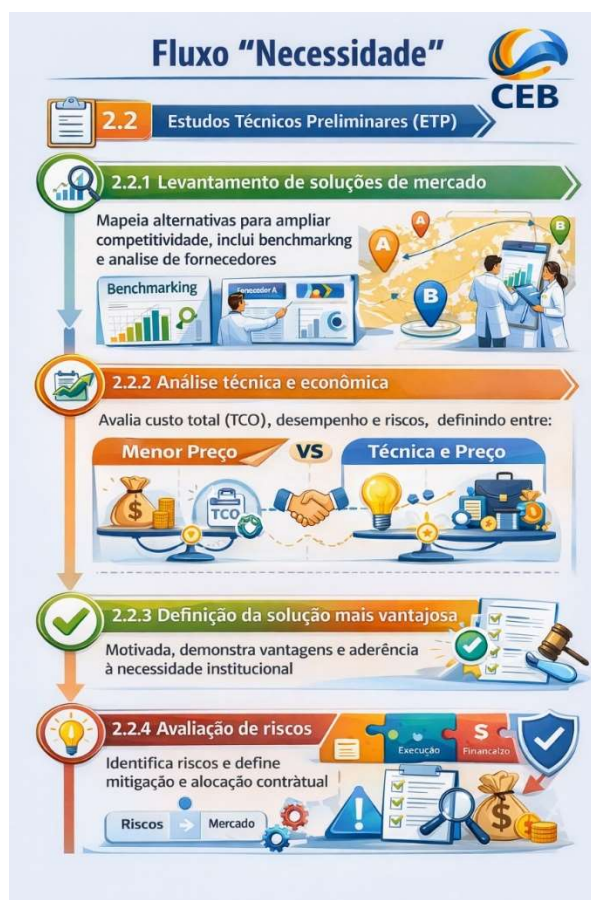 Fluxo “Necessidade”
CEB
2.2 Estudos Técnicos Preliminares (ETP)
2.2.1 Levantamento de soluções de mercado
Mapeia alternativas para ampliar
competitividade, inclui benchmarkng
e analise de fornecedores
A
B
A
B
Benchmarking
A
2.2.2 Análise técnica e econômica
Avalia custo total (TCO), desempenho e riscos, definindo entre:
Menor Preço VS Técnica e Preço
$
TCO
2.2.3 Definição da solução mais vantajosa
Motivada, demonstra vantagens e aderência
à necessidade institucional
2.2.4 Avaliação de riscos
Execução
S
Financalzo
Identifica riscos e define
mitigação e alocação contràtual
Riscos Mercado
$